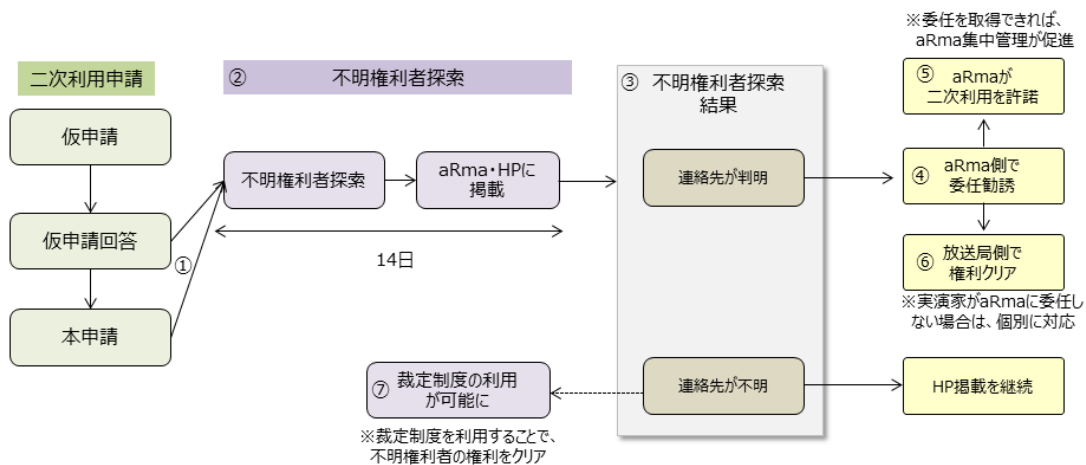 二次利用申請
仮申請
仮申請回答
本申請
①
② 不明権利者探索
不明権利者探索
aRma・HPに
掲載
14日
③ 不明権利者探索
結果
連絡先が判明
連絡先が不明
※委任を取得できれば、
aRma集中管理が促進
⑤ aRmaが
二次利用を許諾
④ aRma側で
委任勧誘
⑥ 放送局側で
権利クリア
※実演家がaRmaに委任し
ない場合は、個別に対応
HP掲載を継続
⑦ 裁定制度の利用
が可能に
※裁定制度を利用することで、
不明権利者の権利をクリア